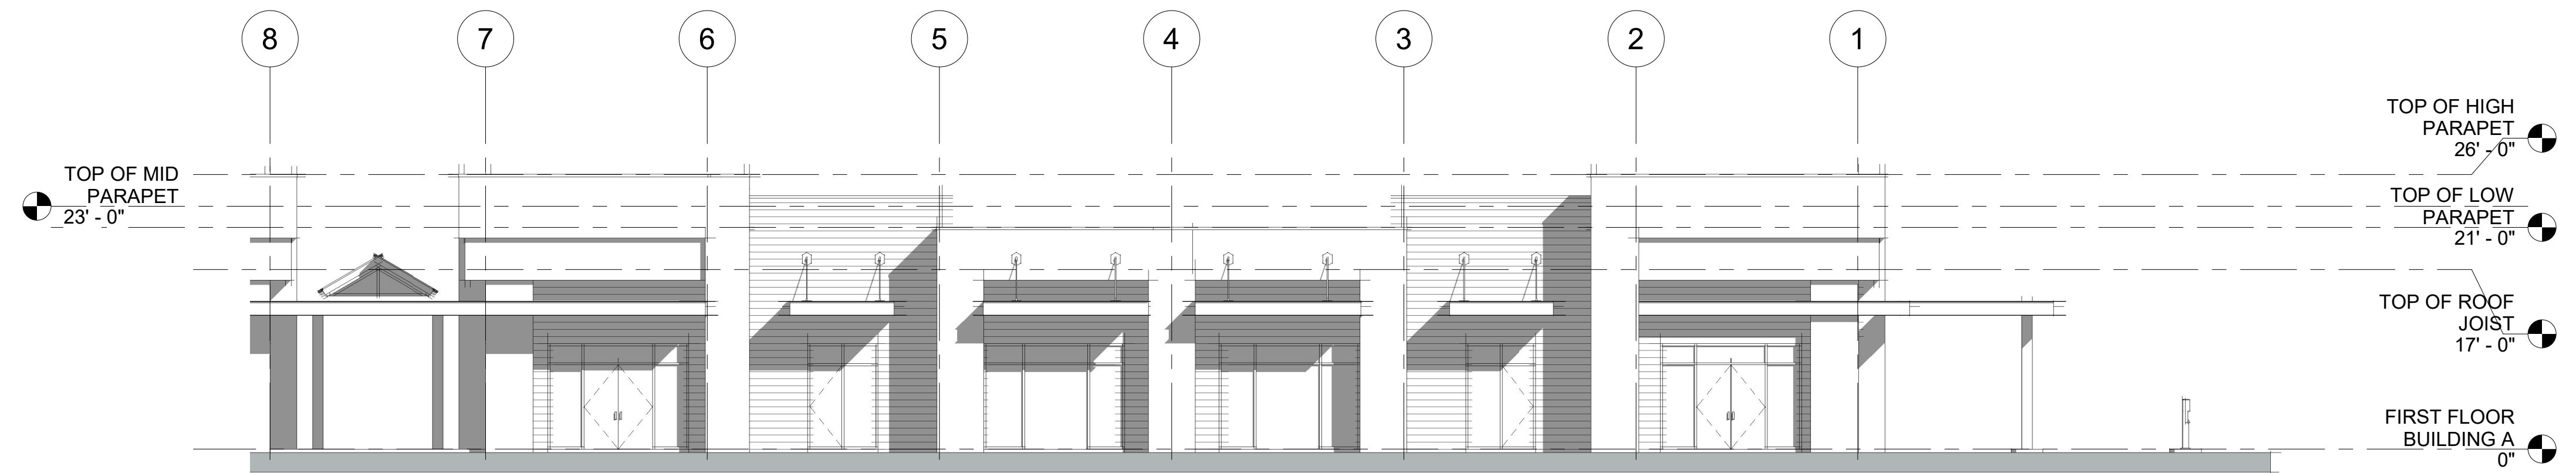 8 7 6 5 4 3 2 1
TOP OF HIGH
PARAPET
26' - 0"
TOP OF MID
PARAPET
23' - 0"
TOP OF LOW
PARAPET
21' - 0"
TOP OF ROOF
JOIST
17' - 0"
FIRST FLOOR
BUILDING A
0"